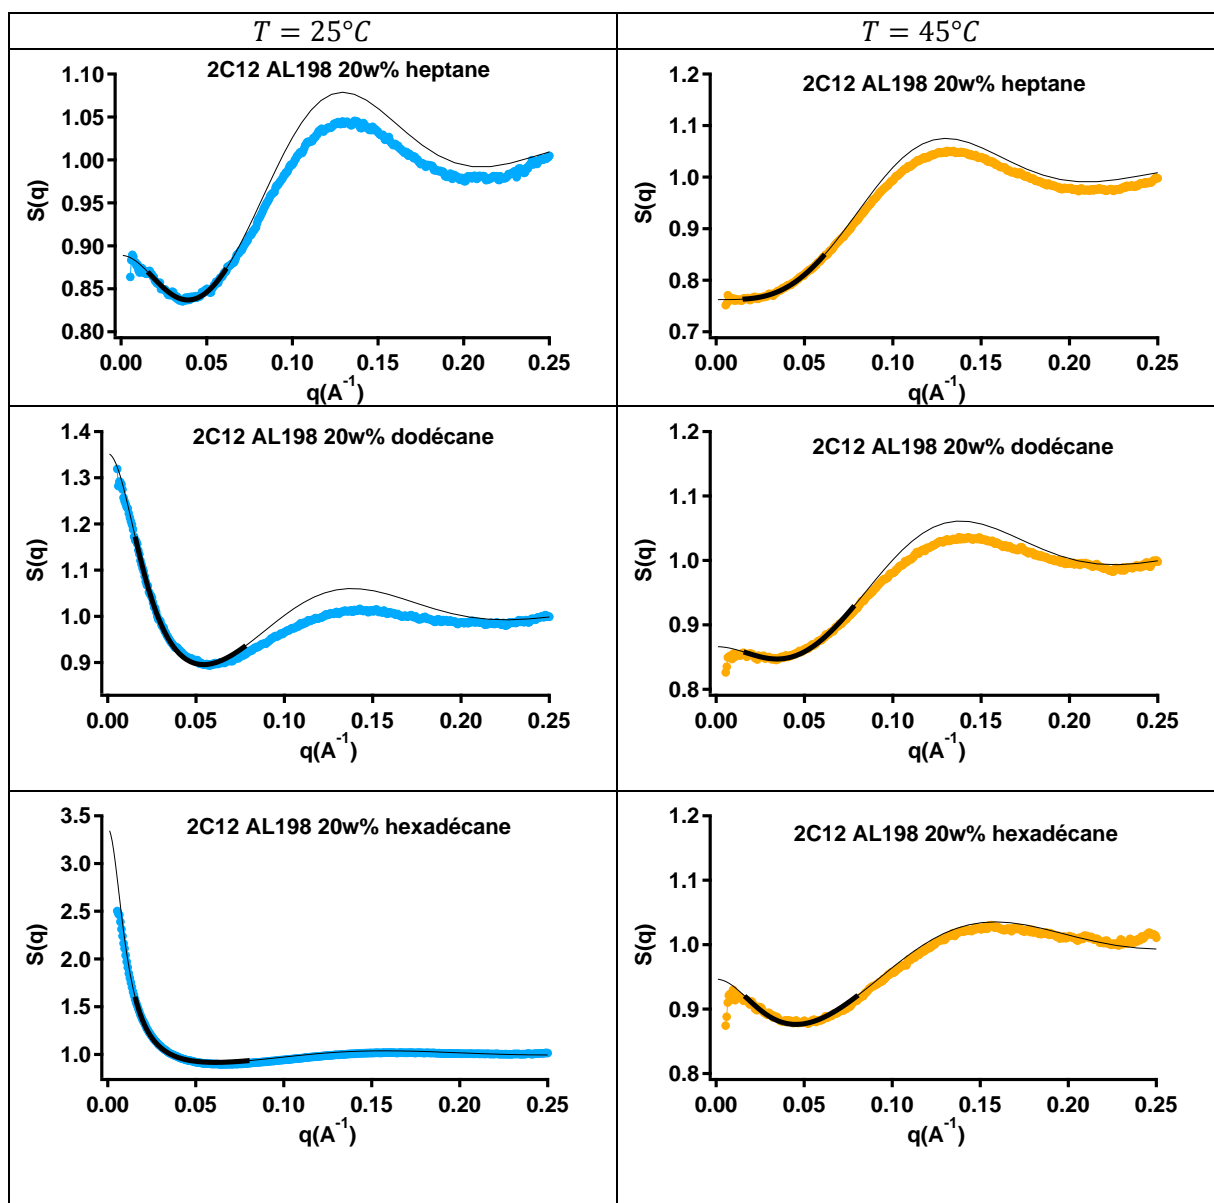 T = 25°C
T = 45°C
2C12 AL198 20w% heptane
S(q)
1.10
1.05
1.00
0.95
0.90
0.85
0.80
0.00 0.05 0.10 0.15 0.20 0.25
q(A⁻¹)
2C12 AL198 20w% heptane
S(q)
1.2
1.1
1.0
0.9
0.8
0.7
0.00 0.05 0.10 0.15 0.20 0.25
q(A⁻¹)
2C12 AL198 20w% dodécane
S(q)
1.4
1.3
1.2
1.1
1.0
0.9
0.00 0.05 0.10 0.15 0.20 0.25
q(A⁻¹)
2C12 AL198 20w% dodécane
S(q)
1.2
1.1
1.0
0.9
0.8
0.00 0.05 0.10 0.15 0.20 0.25
q(A⁻¹)
2C12 AL198 20w% hexadécane
S(q)
3.5
3.0
2.5
2.0
1.5
1.0
0.00 0.05 0.10 0.15 0.20 0.25
q(A⁻¹)
2C12 AL198 20w% hexadécane
S(q)
1.2
1.1
1.0
0.9
0.8
0.00 0.05 0.10 0.15 0.20 0.25
q(A⁻¹)